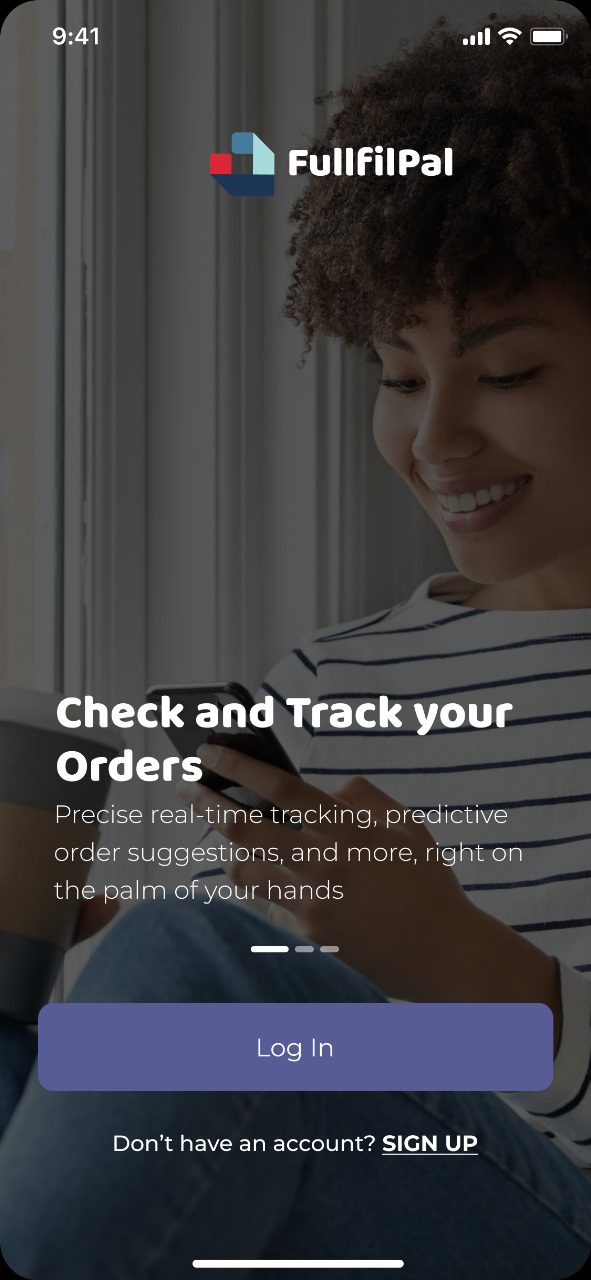 9:41
FullfilPal
Check and Track your
Orders
Precise real-time tracking, predictive
order suggestions, and more, right on
the palm of your hands
Log In
Don’t have an account? SIGN UP